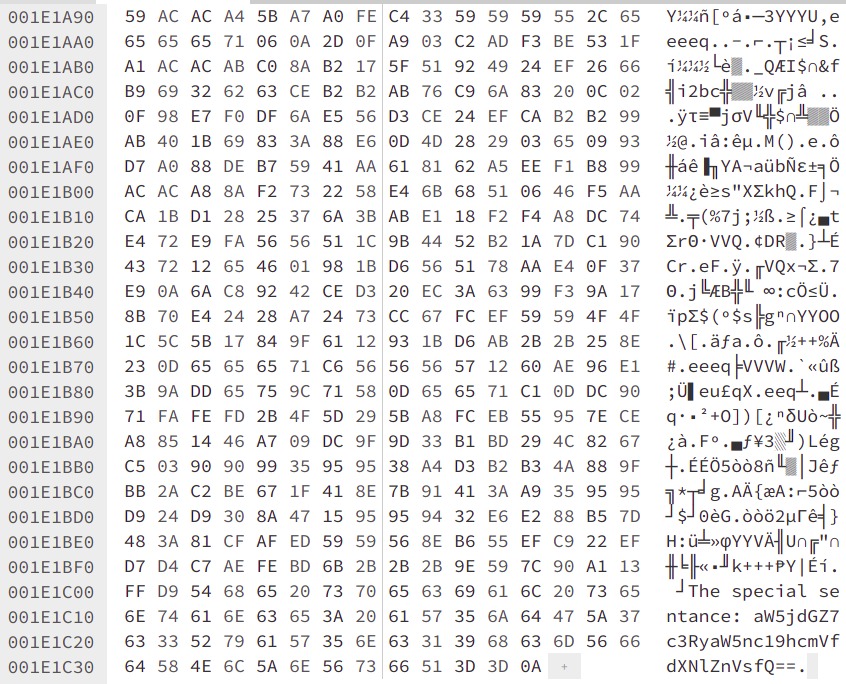 001E1A90 59 AC AC A4 5B A7 A0 FE C4 33 59 59 59 55 2C 65 Y¼¼ñ[ºá▪─3YYYU,e
001E1AA0 65 65 65 71 06 0A 2D 0F A9 03 C2 AD F3 BE 53 1F eeeq..-.⌐.┬¡≤╛S.
001E1AB0 A1 AC AC AB C0 8A B2 17 5F 51 92 49 24 EF 26 66 í¼¼½└è▓._QÆI$∩&f
001E1AC0 B9 69 32 62 63 CE B2 B2 AB 76 C9 6A 83 20 0C 02 ╣i2bc╬▓▓½v╔jâ ..
001E1AD0 0F 98 E7 F0 DF 6A E5 56 D3 CE 24 EF CA B2 B2 99 .ÿτ≡▀jσV╙╬$∩╩▓▓Ö
001E1AE0 AB 40 1B 69 83 3A 88 E6 0D 4D 28 29 03 65 09 93 ½@.iâ:êµ.M().e.ô
001E1AF0 D7 A0 88 DE B7 59 41 AA 61 81 62 A5 EE F1 B8 99 ╫áê▐╖YA¬aübÑε±╕Ö
001E1B00 AC AC A8 8A F2 73 22 58 E4 6B 68 51 06 46 F5 AA ¼¼¿è≥s"XΣkhQ.F⌡¬
001E1B10 CA 1B D1 28 25 37 6A 3B AB E1 18 F2 F4 A8 DC 74 ╩.╤(%7j;½ß.≥⌠¿▄t
001E1B20 E4 72 E9 FA 56 56 51 1C 9B 44 52 B2 1A 7D C1 90 ΣrΘ·VVQ.¢DR▓.}┴É
001E1B30 43 72 12 65 46 01 98 1B D6 56 51 78 AA E4 0F 37 Cr.eF.ÿ.╓VQx¬Σ.7
001E1B40 E9 0A 6A C8 92 42 CE D3 20 EC 3A 63 99 F3 9A 17 Θ.j╚ÆB╬╙ ∞:cÖ≤Ü.
001E1B50 8B 70 E4 24 28 A7 24 73 CC 67 FC EF 59 59 4F 4F ïpΣ$(º$s╠gⁿ∩YYOO
001E1B60 1C 5C 5B 17 84 9F 61 12 93 1B D6 AB 2B 2B 25 8E .\[.äƒa.ô.╓½++%Ä
001E1B70 23 0D 65 65 65 71 C6 56 56 56 57 12 60 AE 96 E1 #.eeeq╞VVVW.`«ûß
001E1B80 3B 9A DD 65 75 9C 71 58 0D 65 65 71 C1 0D DC 90 ;Ü▌eu£qX.eeq┴.▄É
001E1B90 71 FA FE FD 2B 4F 5D 29 5B A8 FC EB 55 95 7E CE q·▪²+O])[¿ⁿδUò~╬
001E1BA0 A8 85 14 46 A7 09 DC 9F 9D 33 B1 BD 29 4C 82 67 ¿à.Fº.▄ƒ¥3▒╜)Lég
001E1BB0 C5 03 90 90 99 35 95 95 38 A4 D3 B2 B3 4A 88 9F ┼.ÉÉÖ5òò8ñ╙▓│Jêƒ
001E1BC0 BB 2A C2 BE 67 1F 41 8E 7B 91 41 3A A9 35 95 95 ╗*┬╛g.AÄ{æA:⌐5òò
001E1BD0 D9 24 D9 30 8A 47 15 95 95 94 32 E6 E2 88 B5 7D ┘$┘0èG.òòö2µΓê╡}
001E1BE0 48 3A 81 CF AF ED 59 59 56 8E B6 55 EF C9 22 EF H:ü╧»φYYVÄ╢U∩╔"∩
001E1BF0 D7 D4 C7 AE FE BD 6B 2B 2B 2B 9E 59 7C 90 A1 13 ╫╘╟«▪╜k+++₧Y|Éí.
001E1C00 FF D9 54 68 65 20 73 70 65 63 69 61 6C 20 73 65  ┘The special se
001E1C10 6E 74 61 6E 63 65 3A 20 61 57 35 6A 64 47 5A 37 ntance: aW5jdGZ7
001E1C20 63 33 52 79 61 57 35 6E 63 31 39 68 63 6D 56 66 c3RyaW5nc19hcmVf
001E1C30 64 58 4E 6C 5A 6E 56 73 66 51 3D 3D 0A + dXNlZnVsfQ==.